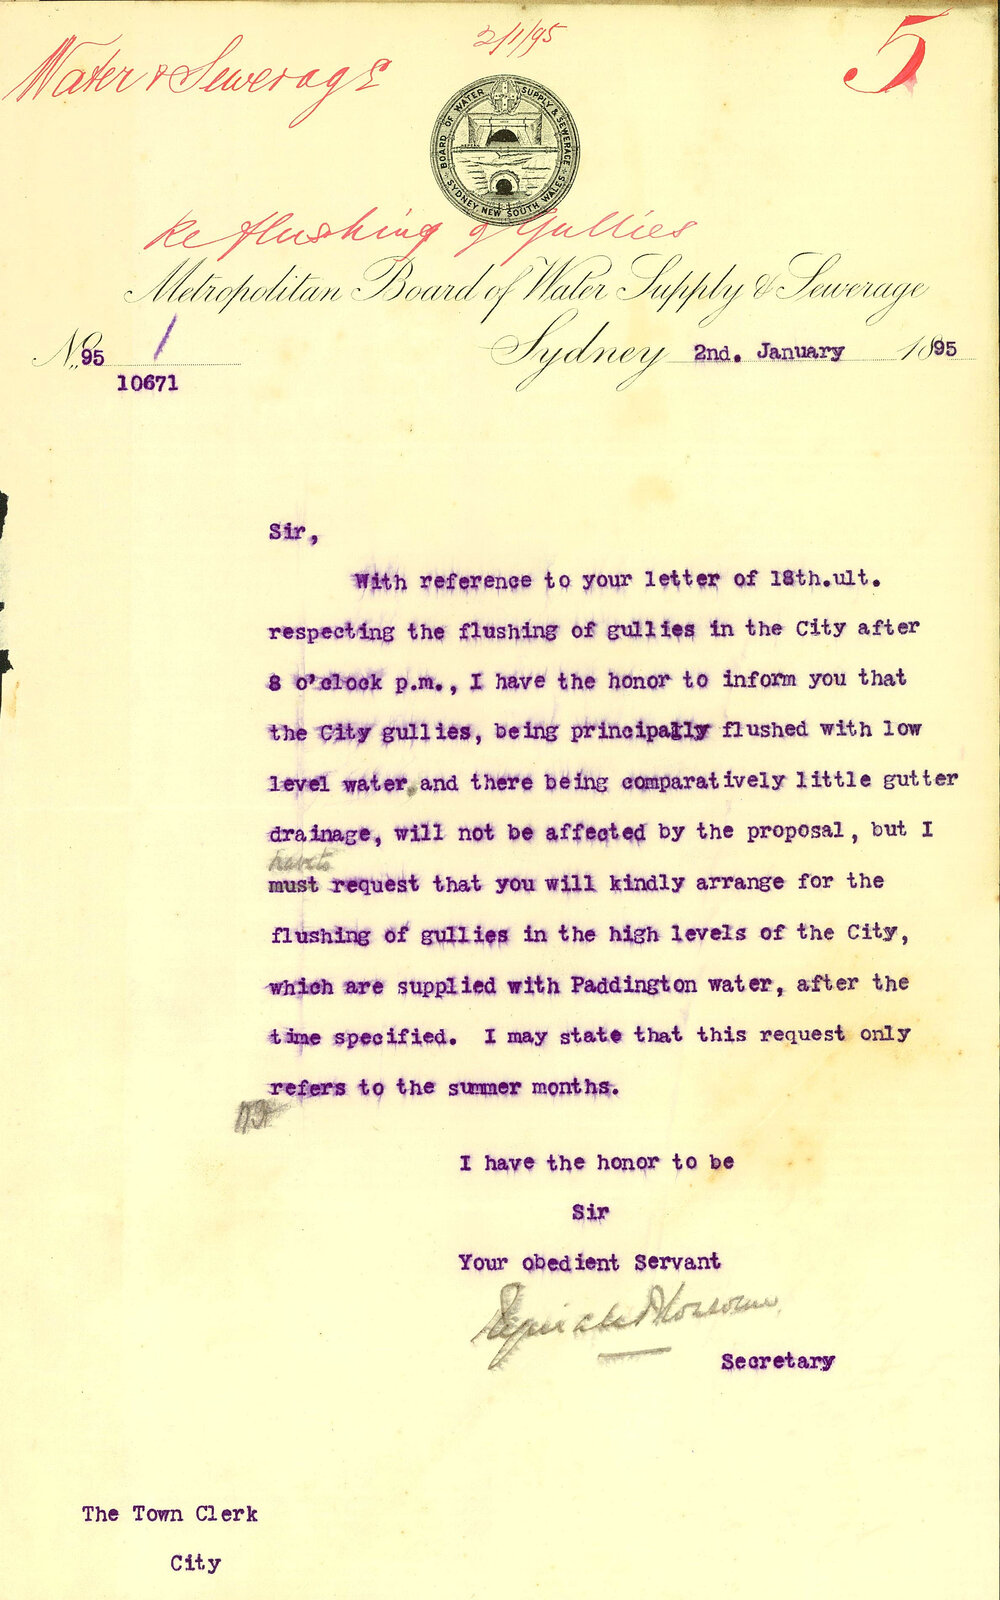 2/1/95
5
Water & Sewerage
BOARD OF WATER SUPPLY & SEWERAGE
SYDNEY, NEW SOUTH WALES
Re flushing of Gullies
Metropolitan Board of Water Supply & Sewerage
No. 95 / Sydney 2nd. January 1895
10671
Sir,
With reference to your letter of 18th.ult.
respecting the flushing of gullies in the City after
8 o'clock p.m., I have the honor to inform you that
the City gullies, being principally flushed with low
level water, and there being comparatively little gutter
drainage, will not be affected by the proposal, but I
have to
must request that you will kindly arrange for the
flushing of gullies in the high levels of the City,
which are supplied with Paddington water, after the
time specified. I may state that this request only
refers to the summer months.
I have the honor to be
Sir
Your obedient Servant
Secretary
The Town Clerk
City